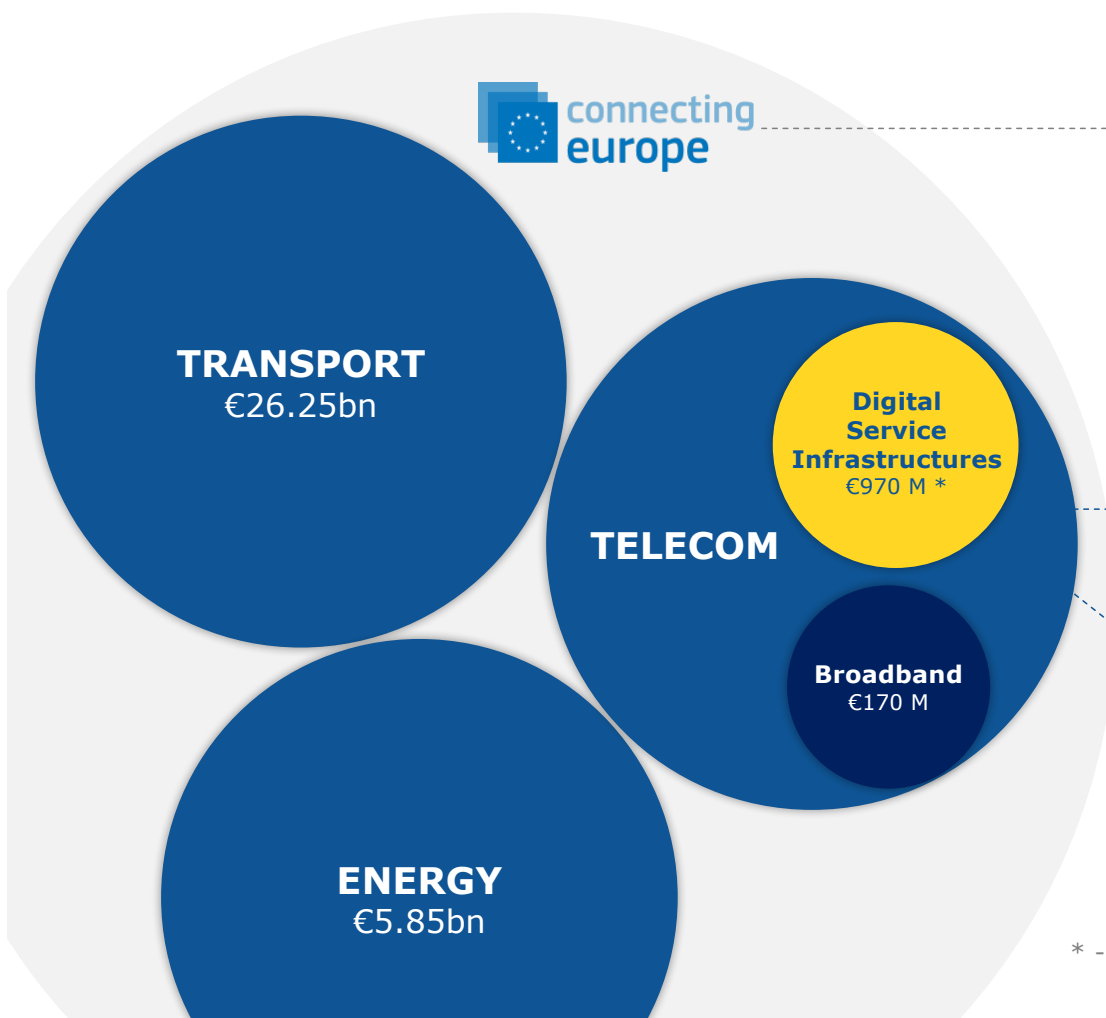 connecting
europe
TRANSPORT
€26.25bn
Digital
Service
Infrastructures
€970 M *
TELECOM
Broadband
€170 M
ENERGY
€5.85bn
* -